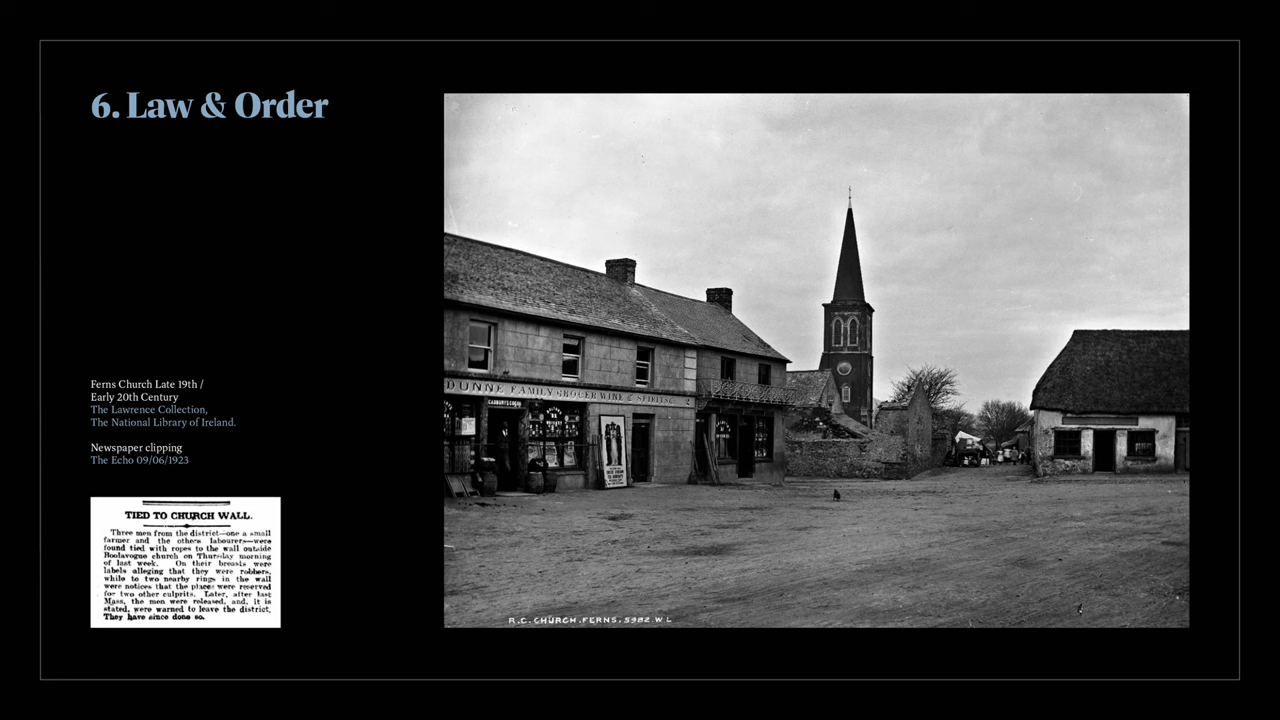 6. Law & Order
Ferns Church Late 19th /
Early 20th Century
The Lawrence Collection,
The National Library of Ireland.
Newspaper clipping
The Echo 09/06/1923
TIED TO CHURCH WALL.
Three men from the district—one a small
farmer and the others labourers—were
found tied with ropes to the wall outside
Boolavogue church on Thursday morning
of last week. On their breasts were
labels alleging that they were robbers,
while to two nearby rings in the wall
were notices that the places were reserved
for two other culprits. Later, after last
Mass, the men were released, and, it is
stated, were warned to leave the district.
They have since done so.
DUNNE FAMILY GROCER WINE & SPIRIT
CADBURY'S COCOA
R.C. CHURCH. FERNS. 5982. W.L